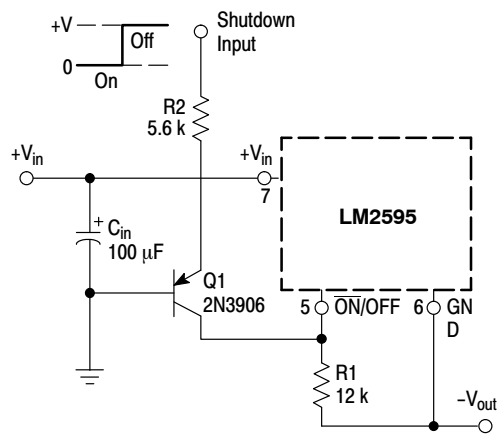 +V
Off
0
On
Shutdown
Input
R2
5.6 k
+Vin
+Vin
7
LM2595
+ Cin
100 µF
Q1
2N3906
5
ON/OFF
6
GN
D
R1
12 k
−Vout